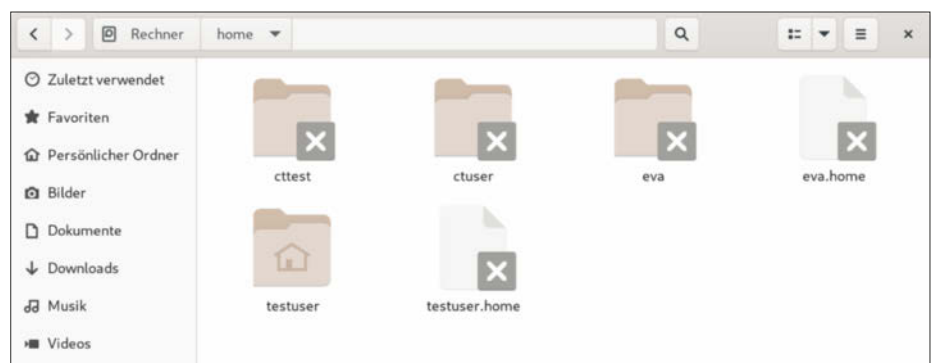 Rechner home
Zuletzt verwendet
Favoriten
Persönlicher Ordner
Bilder
Dokumente
Downloads
Musik
Videos
cttest ctuser eva eva.home
testuser testuser.home